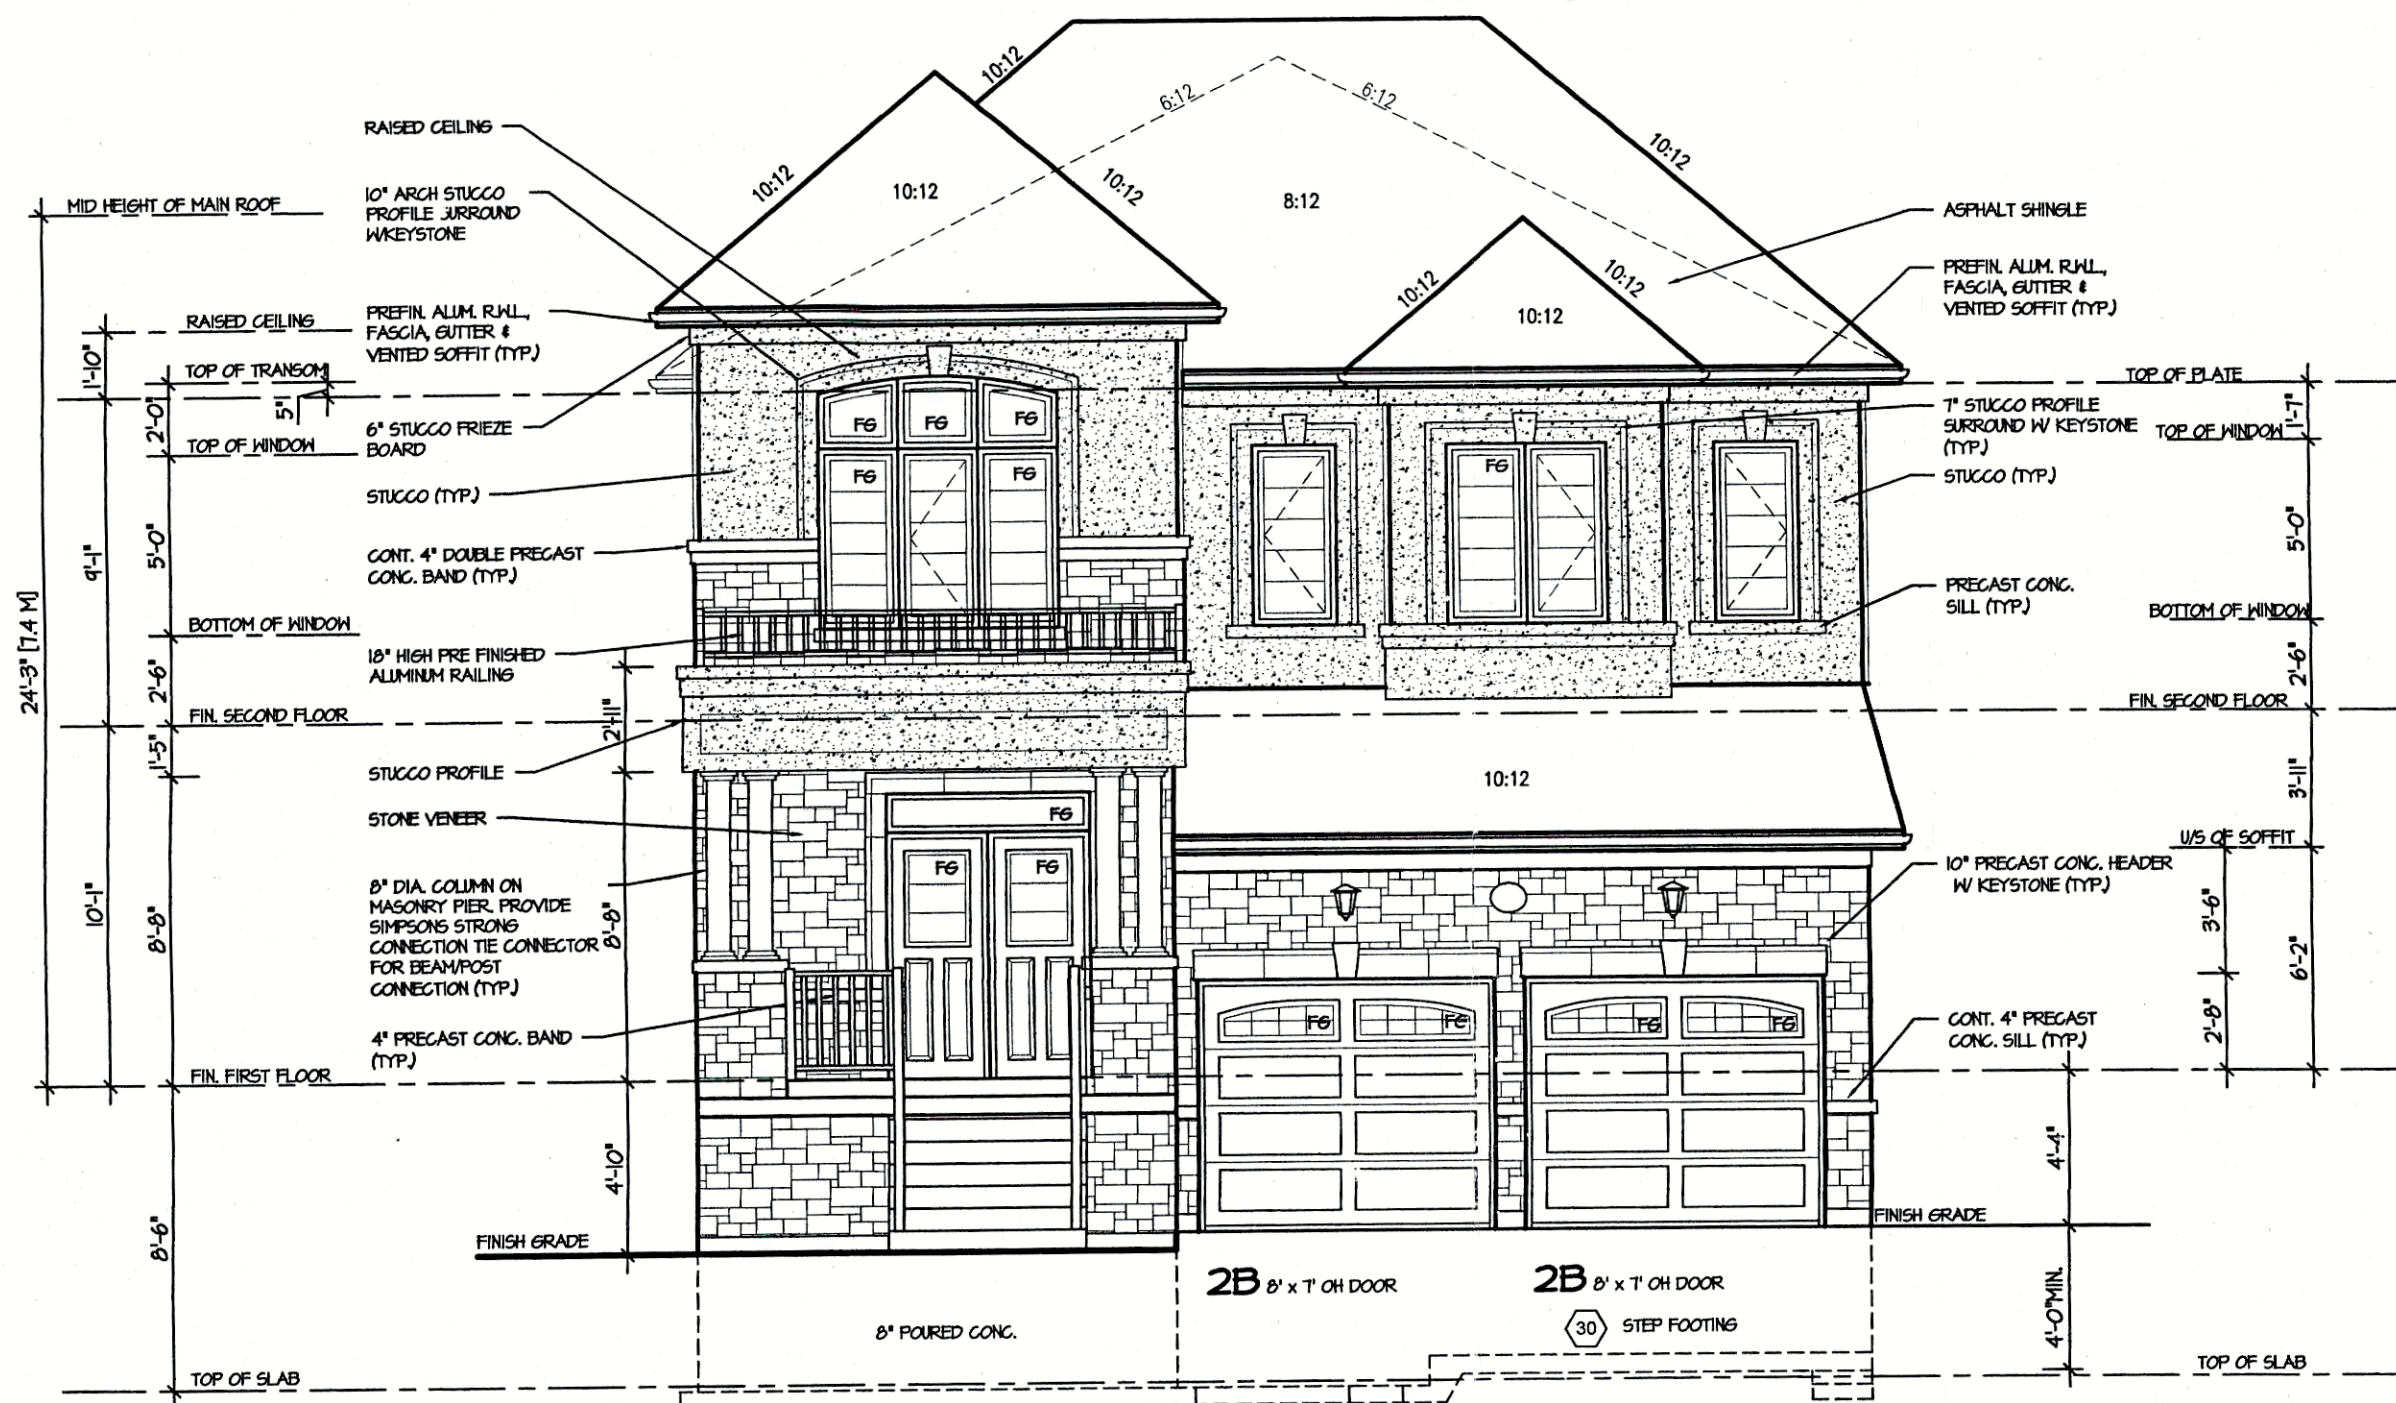 10:12
6:12
6:12
RAISED CEILING
10:12
10:12
10:12
10:12
8:12
10" ARCH STUCCO
PROFILE SURROUND
W/KEYSTONE
MID HEIGHT OF MAIN ROOF
ASPHALT SHINGLE
PREFIN. ALUM. R.W.L.,
FASCIA, GUTTER &
VENTED SOFFIT (TYP.)
10:12
10:12
10:12
RAISED CEILING
PREFIN. ALUM. R.W.L.,
FASCIA, GUTTER &
VENTED SOFFIT (TYP.)
1'-10"
TOP OF TRANSOM
5"
2'-0"
TOP OF WINDOW
6" STUCCO FRIEZE
BOARD
STUCCO (TYP.)
FG
FG
FG
FG
FG
FG
TOP OF PLATE
1'-7"
7" STUCCO PROFILE
SURROUND W/ KEYSTONE
(TYP.)
TOP OF WINDOW
STUCCO (TYP.)
9'-1"
5'-0"
CONT. 4" DOUBLE PRECAST
CONC. BAND (TYP.)
5'-0"
PRECAST CONC.
SILL (TYP.)
BOTTOM OF WINDOW
BOTTOM OF WINDOW
24'-3" [7.4 M]
18" HIGH PRE FINISHED
ALUMINUM RAILING
2'-6"
2'-6"
FIN. SECOND FLOOR
FIN. SECOND FLOOR
2'-11"
1'-5"
STUCCO PROFILE
10:12
3'-11"
STONE VENEER
FG
FG
FG
U/S OF SOFFIT
10" PRECAST CONC. HEADER
W/ KEYSTONE (TYP.)
8" DIA. COLUMN ON
MASONRY PIER. PROVIDE
SIMPSONS STRONG
CONNECTION TIE CONNECTOR
FOR BEAM/POST
CONNECTION (TYP.)
10'-1"
8'-8"
8'-8"
3'-6"
6'-2"
2'-8"
4" PRECAST CONC. BAND
(TYP.)
FG
FG
FG
FG
CONT. 4" PRECAST
CONC. SILL (TYP.)
FIN. FIRST FLOOR
4'-10"
4'-4"
8'-6"
FINISH GRADE
FINISH GRADE
2B 8' x 7' OH DOOR
2B 8' x 7' OH DOOR
8" POURED CONC.
30 STEP FOOTING
4'-0"MIN.
TOP OF SLAB
TOP OF SLAB